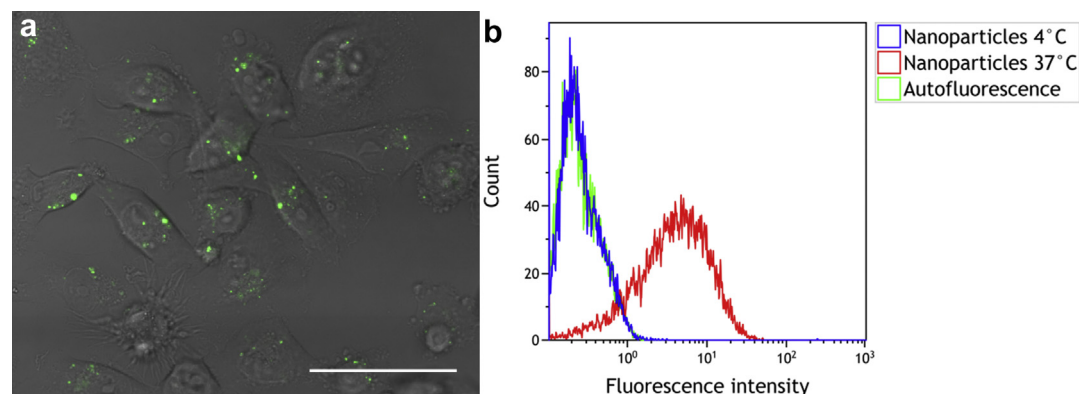 a
b
Nanoparticles 4°C
Nanoparticles 37°C
Autofluorescence
Count
80
60
40
20
0
10⁰
10¹
10²
10³
Fluorescence intensity